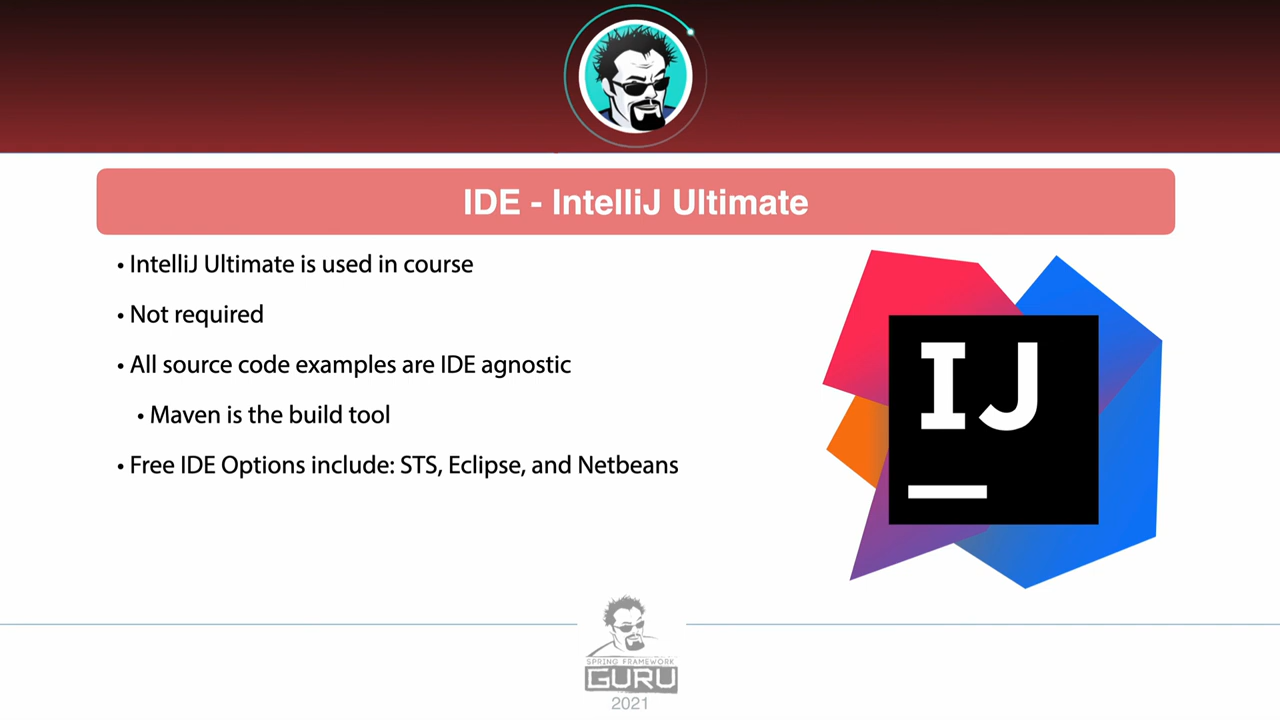 IDE - IntelliJ Ultimate
• IntelliJ Ultimate is used in course
• Not required
• All source code examples are IDE agnostic
• Maven is the build tool
• Free IDE Options include: STS, Eclipse, and Netbeans
IJ
SPRING FRAMEWORK
GURU
2021